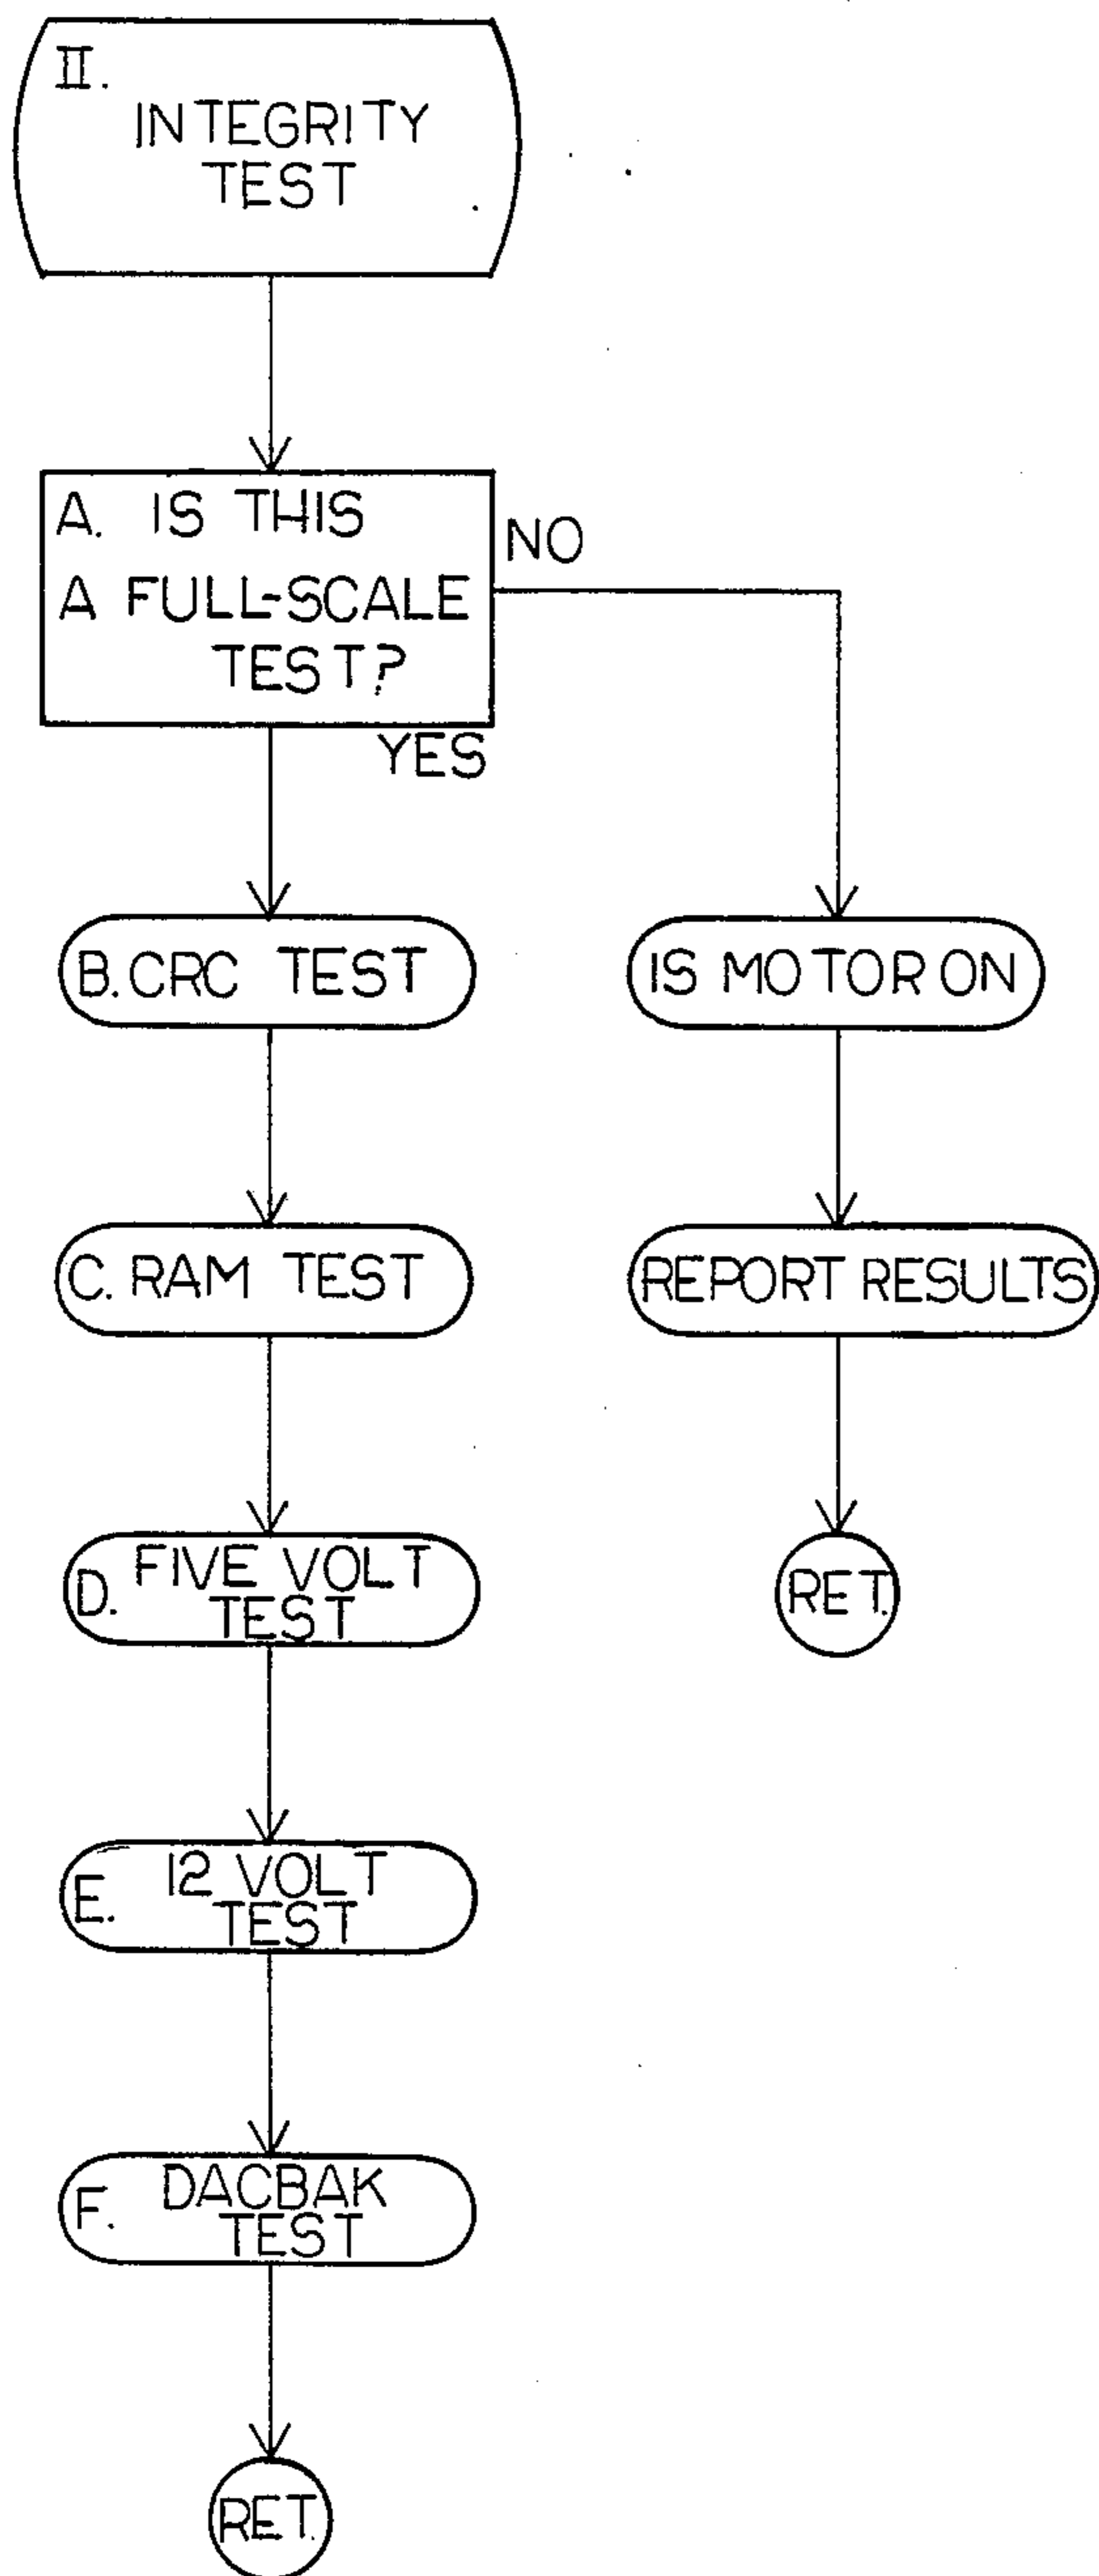 II.
INTEGRITY
TEST
A. IS THIS
A FULL-SCALE
TEST?
NO
YES
B. CRC TEST
IS MOTOR ON
C. RAM TEST
REPORT RESULTS
D. FIVE VOLT
TEST
RET.
E. 12 VOLT
TEST
F. DACBAK
TEST
RET.